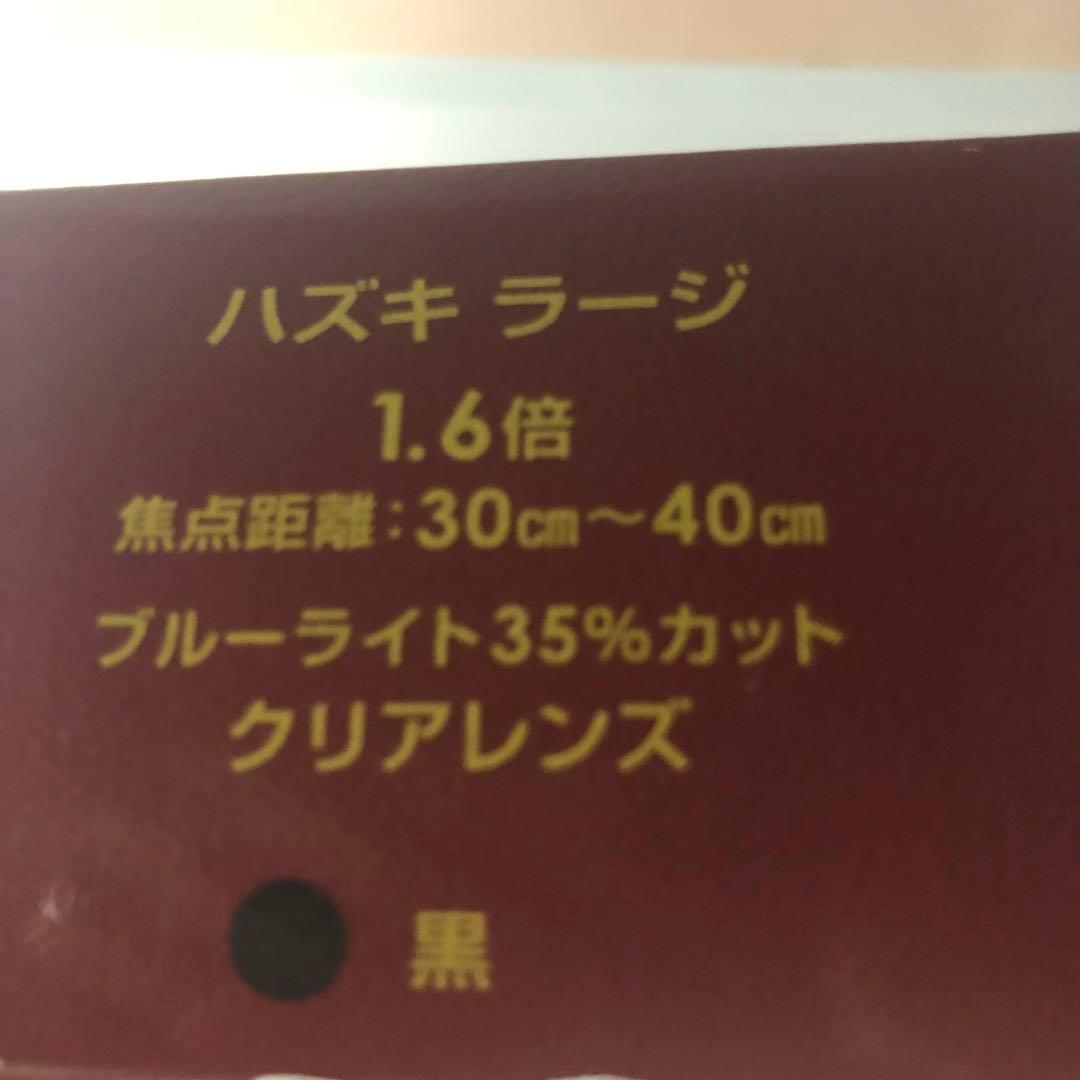 ハズキ ラージ
1.6倍
焦点距離:30㎝～40㎝
ブルーライト35%カット
クリアレンズ
黒